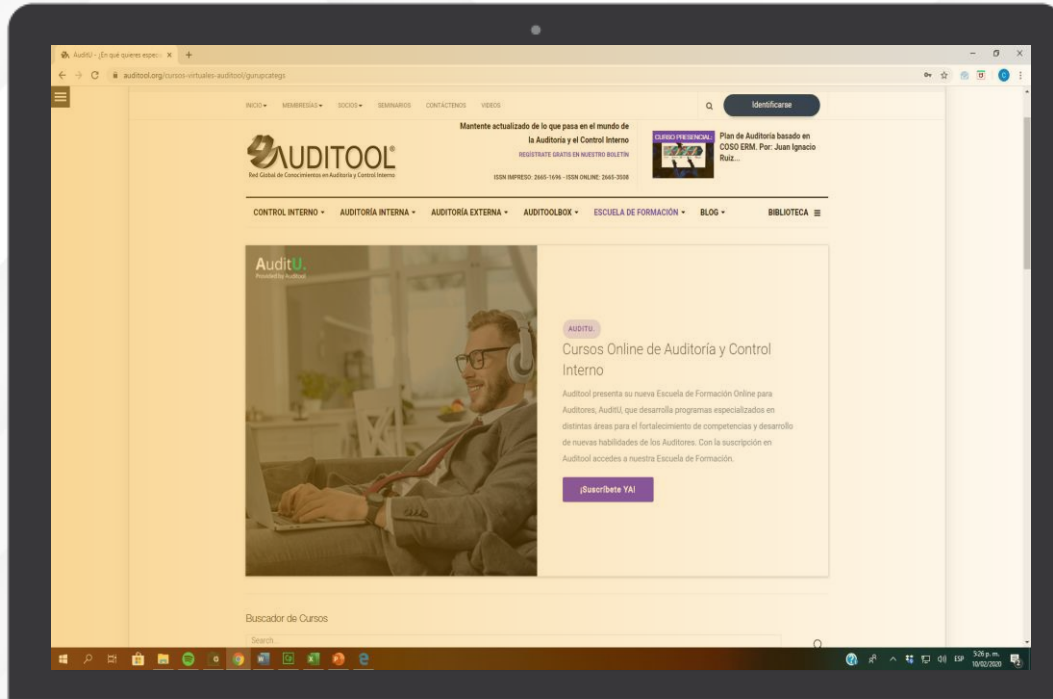 AuditU - ¡En qué quieres espec
auditool.org/cursos-virtuales-auditool/gurupcategs
INICIO MEMBRESÍAS SOCIOS SEMINARIOS CONTÁCTENOS VIDEOS
Identificarse
AUDITOOL®
Red Global de Conocimientos en Auditoría y Control Interno
Mantente actualizado de lo que pasa en el mundo de
la Auditoría y el Control Interno
REGÍSTRATE GRATIS EN NUESTRO BOLETÍN
ISSN IMPRESO: 2665-1696 - ISSN ONLINE: 2665-3508
CURSO PRESENCIAL:
Plan de Auditoria basado en
COSO ERM. Por: Juan Ignacio
Ruiz...
CONTROL INTERNO AUDITORÍA INTERNA AUDITORÍA EXTERNA AUDITOOLBOX ESCUELA DE FORMACIÓN BLOG BIBLIOTECA
AuditU.
Provided by Auditool
AUDITU.
Cursos Online de Auditoría y Control
Interno
Auditool presenta su nueva Escuela de Formación Online para
Auditores, AuditU, que desarrolla programas especializados en
distintas áreas para el fortalecimiento de competencias y desarrollo
de nuevas habilidades de los Auditores. Con la suscripción en
Auditool accedes a nuestra Escuela de Formación.
¡Suscríbete YA!
Buscador de Cursos
Search...
ESP
3:26 p. m.
10/02/2020